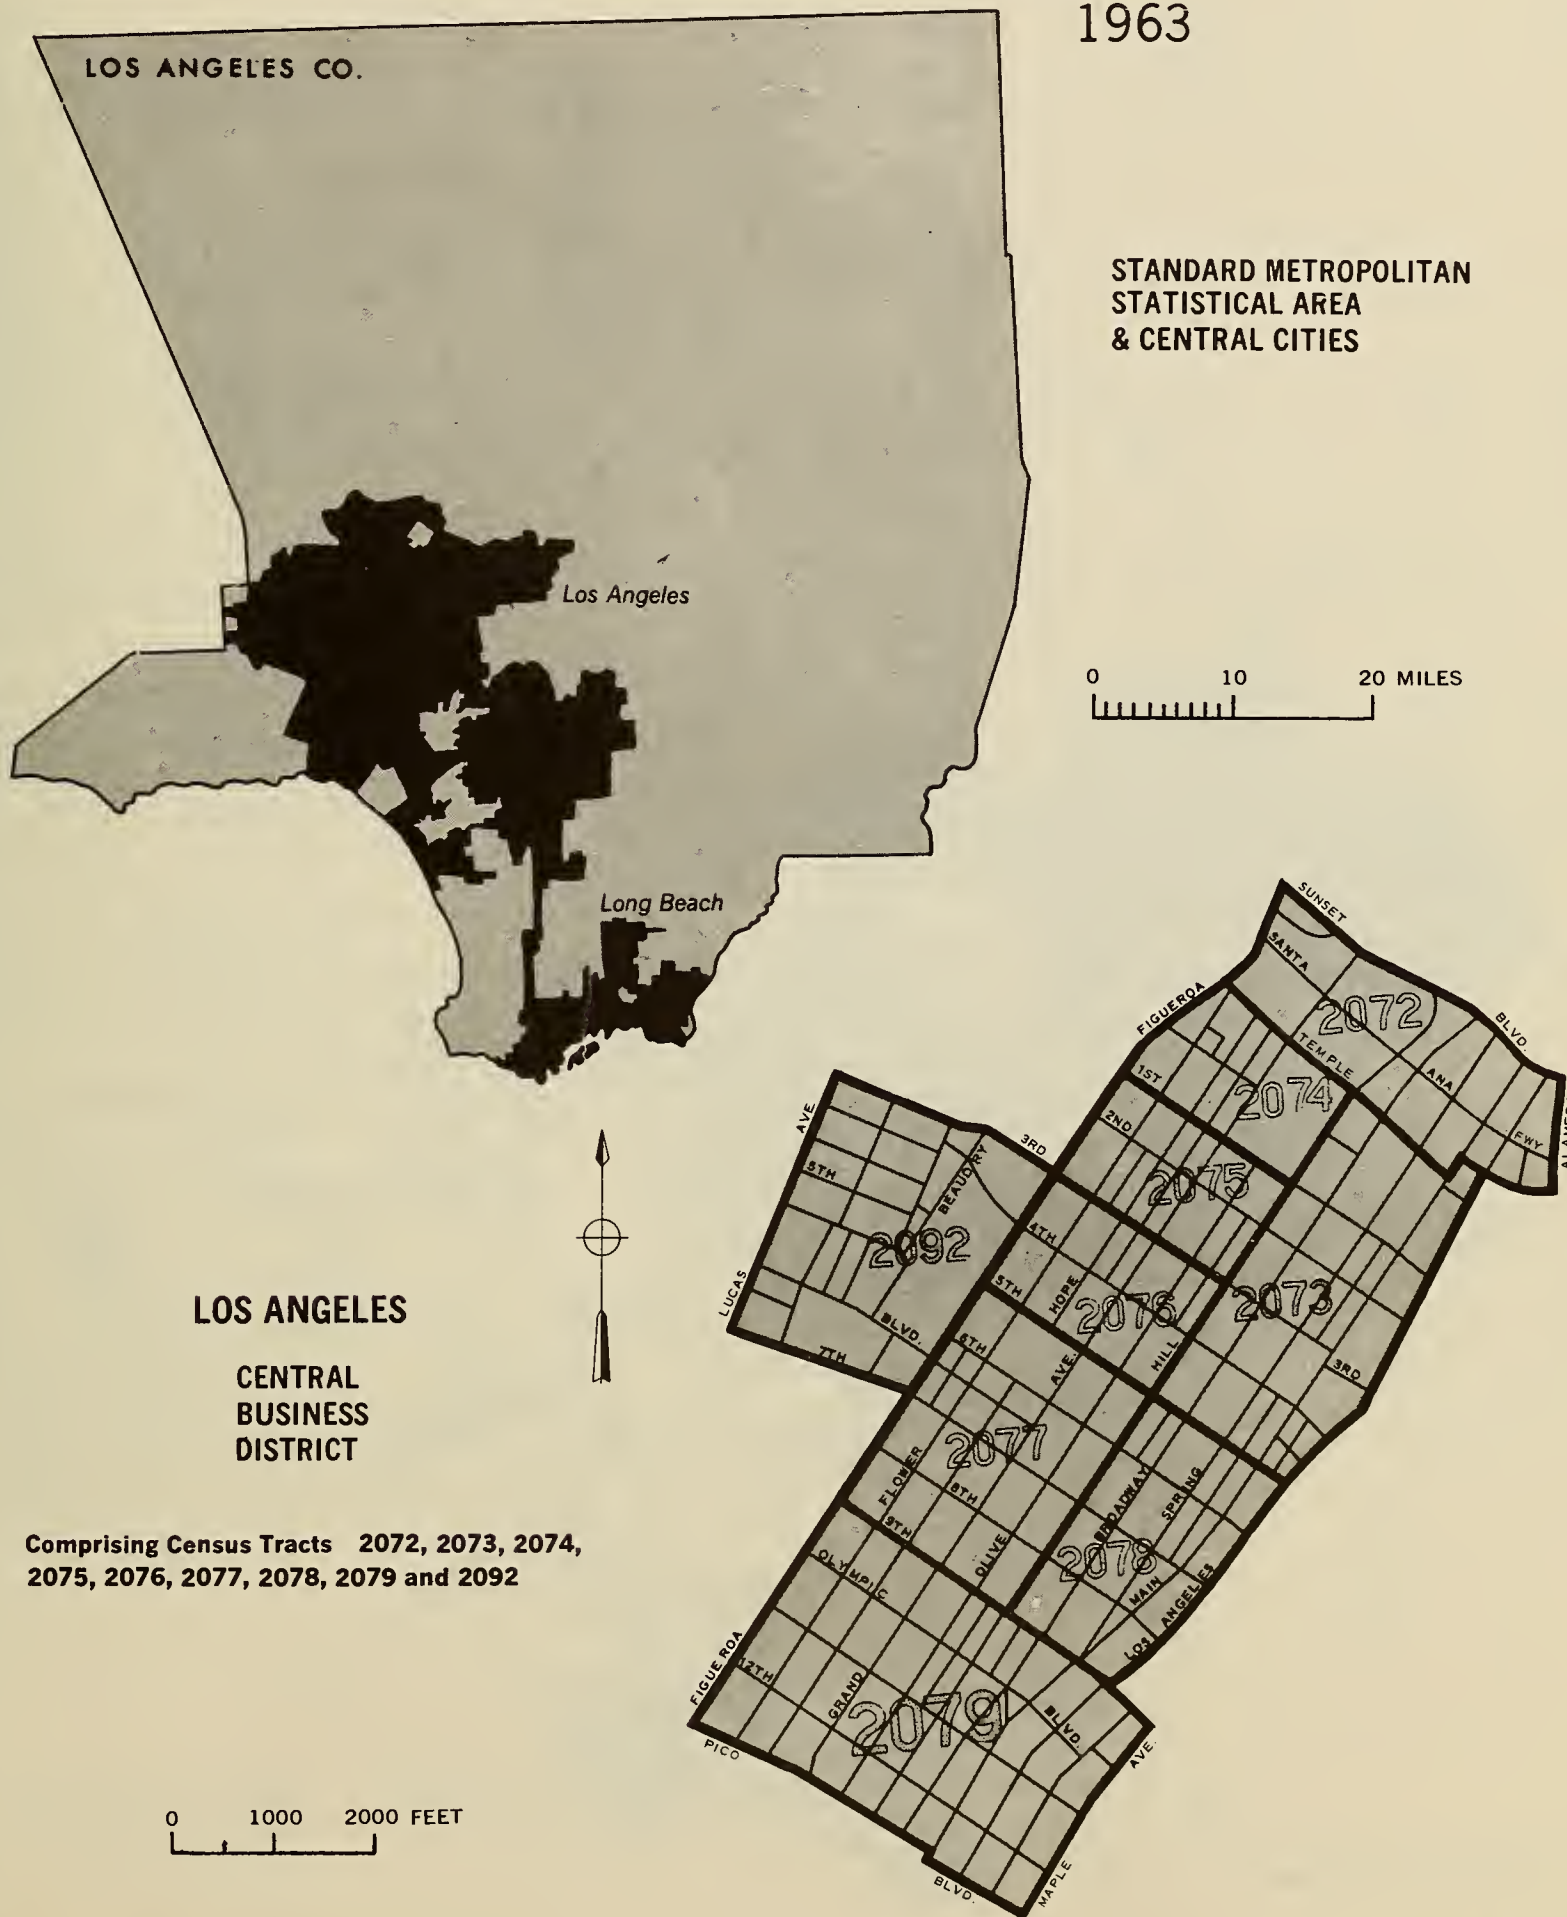 1963
LOS ANGELES CO.
STANDARD METROPOLITAN
STATISTICAL AREA
& CENTRAL CITIES
Los Angeles
0 10 20 MILES
Long Beach
SUNSET
BLVD.
SANTA
ANA
FWY
2072
FIGUEROA
TEMPLE
1ST
2074
2ND
3RD
2075
AVE.
5TH
BEAUDRY
2092
LUCAS
BLVD.
7TH
4TH
5TH
HOPE
2076
HILL
2073
3RD
6TH
AVE.
2077
FLOWER
8TH
9TH
OLIVE
BROADWAY
SPRING
2078
MAIN
LOS ANGELES
OLYMPIC
BLVD.
FIGUEROA
12TH
GRAND
2079
PICO
BLVD.
MAPLE
AVE.
LOS ANGELES
CENTRAL
BUSINESS
DISTRICT
Comprising Census Tracts 2072, 2073, 2074,
2075, 2076, 2077, 2078, 2079 and 2092
0 1000 2000 FEET